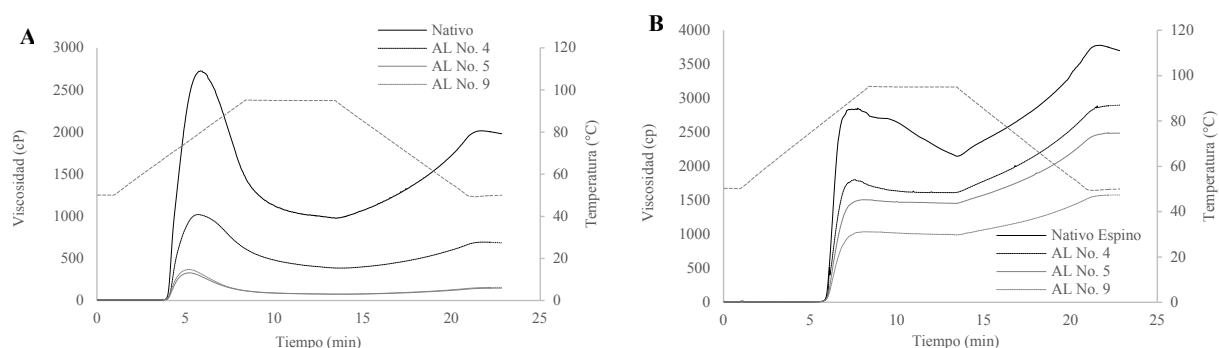 A
Nativo
AL No. 4
AL No. 5
AL No. 9
3000
2500
2000
1500
1000
500
0
Viscosidad (cP)
120
100
80
60
40
20
0
Temperatura (°C)
0
5
10
15
20
25
Tiempo (min)
B
4000
3500
3000
2500
2000
1500
1000
500
0
Viscosidad (cp)
120
100
80
60
40
20
0
Temperatura (°C)
Nativo Espino
AL No. 4
AL No. 5
AL No. 9
0
5
10
15
20
25
Tiempo (min)